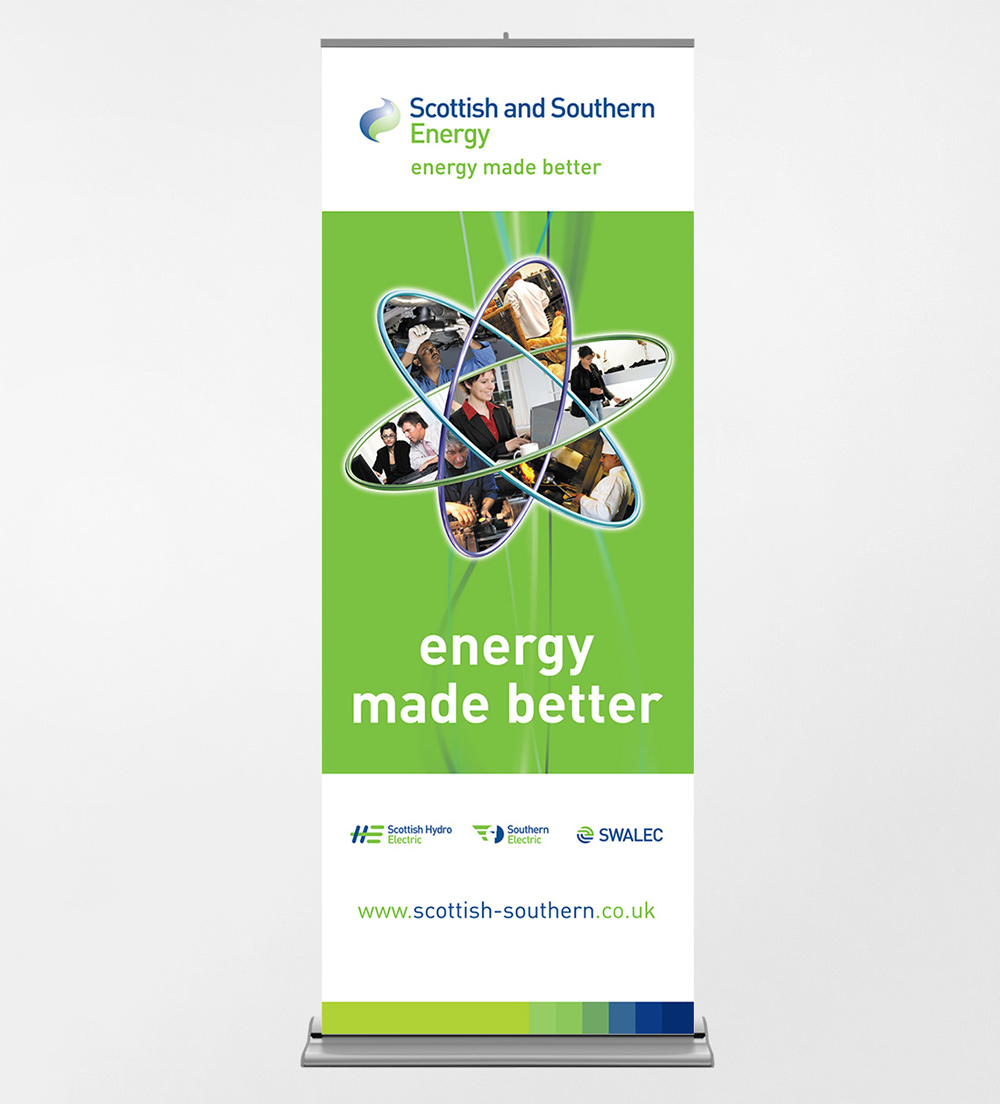 Scottish and Southern
Energy
energy made better
energy
made better
Scottish Hydro
Electric
Southern
Electric
SWALEC
www.scottish-southern.co.uk